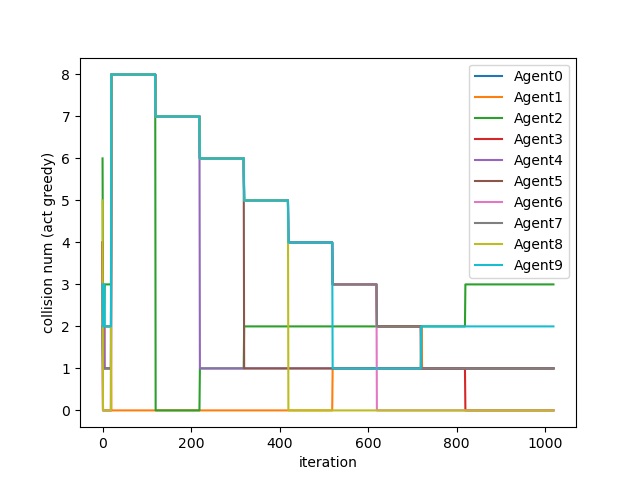 8
7
6
5
4
3
2
1
0
collision num (act greedy)
Agent0
Agent1
Agent2
Agent3
Agent4
Agent5
Agent6
Agent7
Agent8
Agent9
0 200 400 600 800 1000
iteration